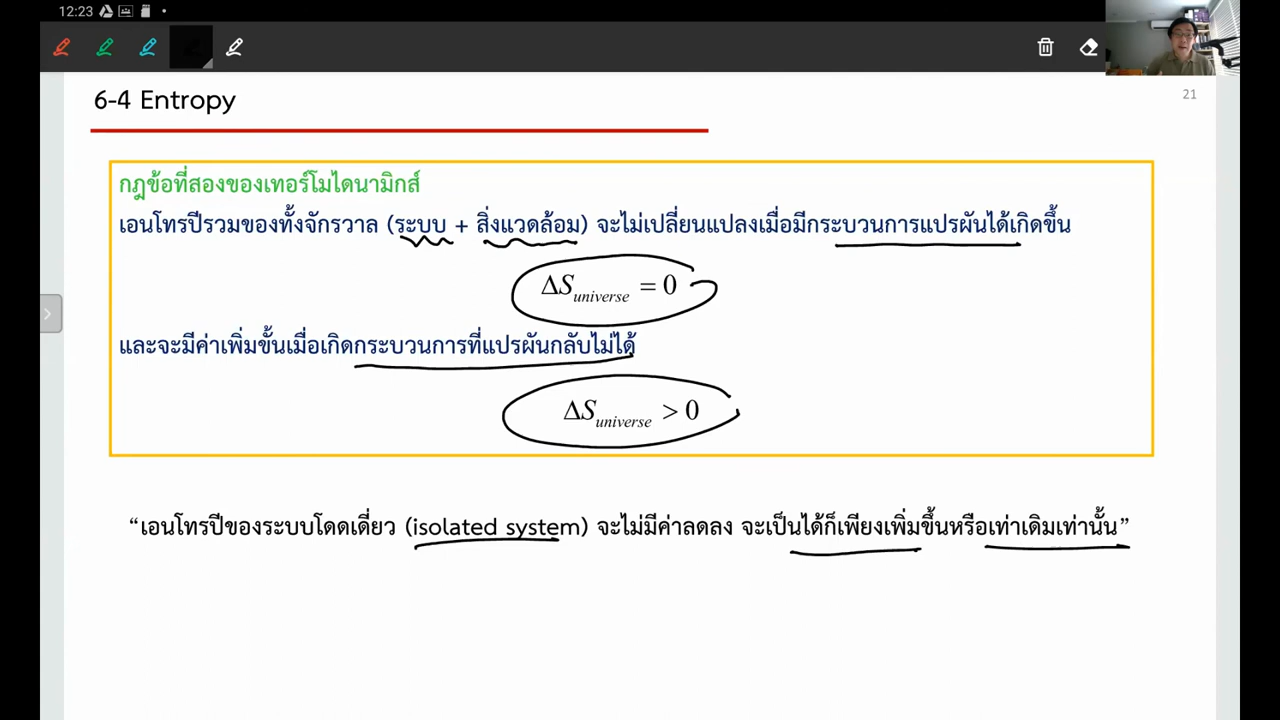 12:23
6-4 Entropy
21
กฎข้อที่สองของเทอร์โมไดนามิกส์
เอนโทรปีรวมของทั้งจักรวาล (ระบบ + สิ่งแวดล้อม) จะไม่เปลี่ยนแปลงเมื่อมีกระบวนการแปรผันได้เกิดขึ้น
ΔSuniverse = 0
และจะมีค่าเพิ่มขั้นเมื่อเกิดกระบวนการที่แปรผันกลับไม่ได้
ΔSuniverse > 0
“เอนโทรปีของระบบโดดเดี่ยว (isolated system) จะไม่มีค่าลดลง จะเป็นได้ก็เพียงเพิ่มขึ้นหรือเท่าเดิมเท่านั้น”